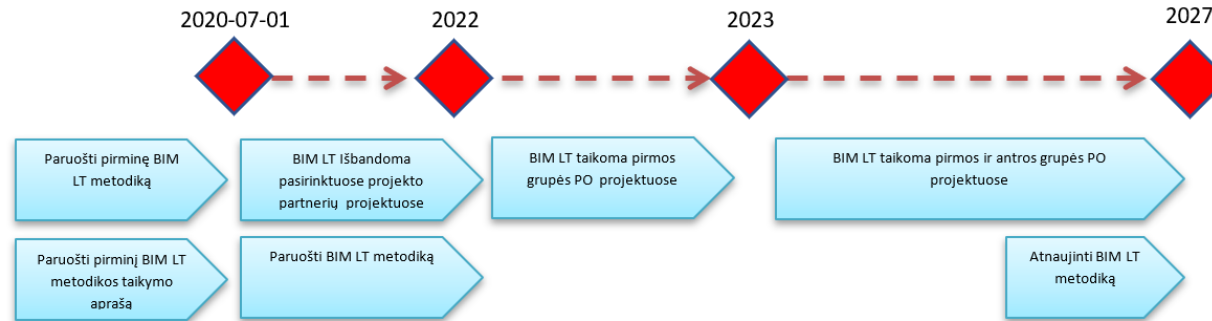 2020-07-01
2022
2023
2027
Paruošti pirminę BIM
LT metodiką
BIM LT Išbandoma
pasirinktuose projekto
partnerių projektuose
BIM LT taikoma pirmos
grupės PO projektuose
BIM LT taikoma pirmos ir antros grupės PO
projektuose
Paruošti pirminį BIM LT
metodikos taikymo
aprašą
Paruošti BIM LT metodiką
Atnaujinti BIM LT
metodiką